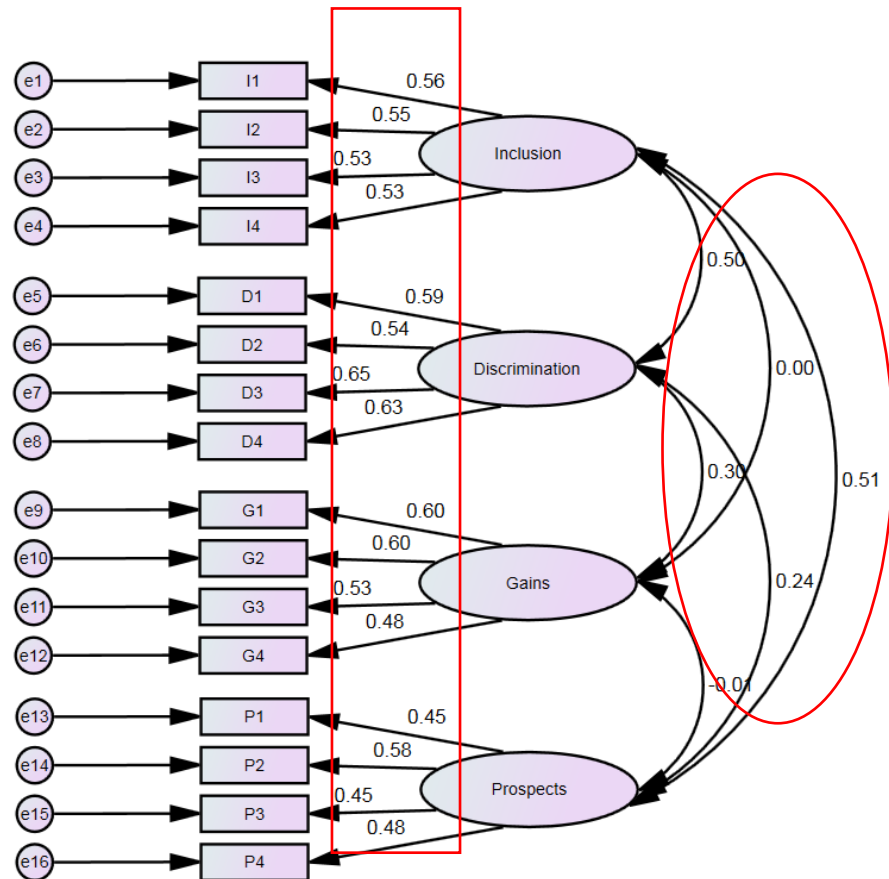 e1 I1 0.56
e2 I2 0.55
Inclusion
e3 I3 0.53
e4 I4 0.53
0.50
e5 D1 0.59
e6 D2 0.54
Discrimination
0.00
e7 D3 0.65
e8 D4 0.63
0.30
0.51
e9 G1 0.60
e10 G2 0.60
Gains
0.24
e11 G3 0.53
e12 G4 0.48
-0.01
e13 P1 0.45
e14 P2 0.58
Prospects
e15 P3 0.45
e16 P4 0.48